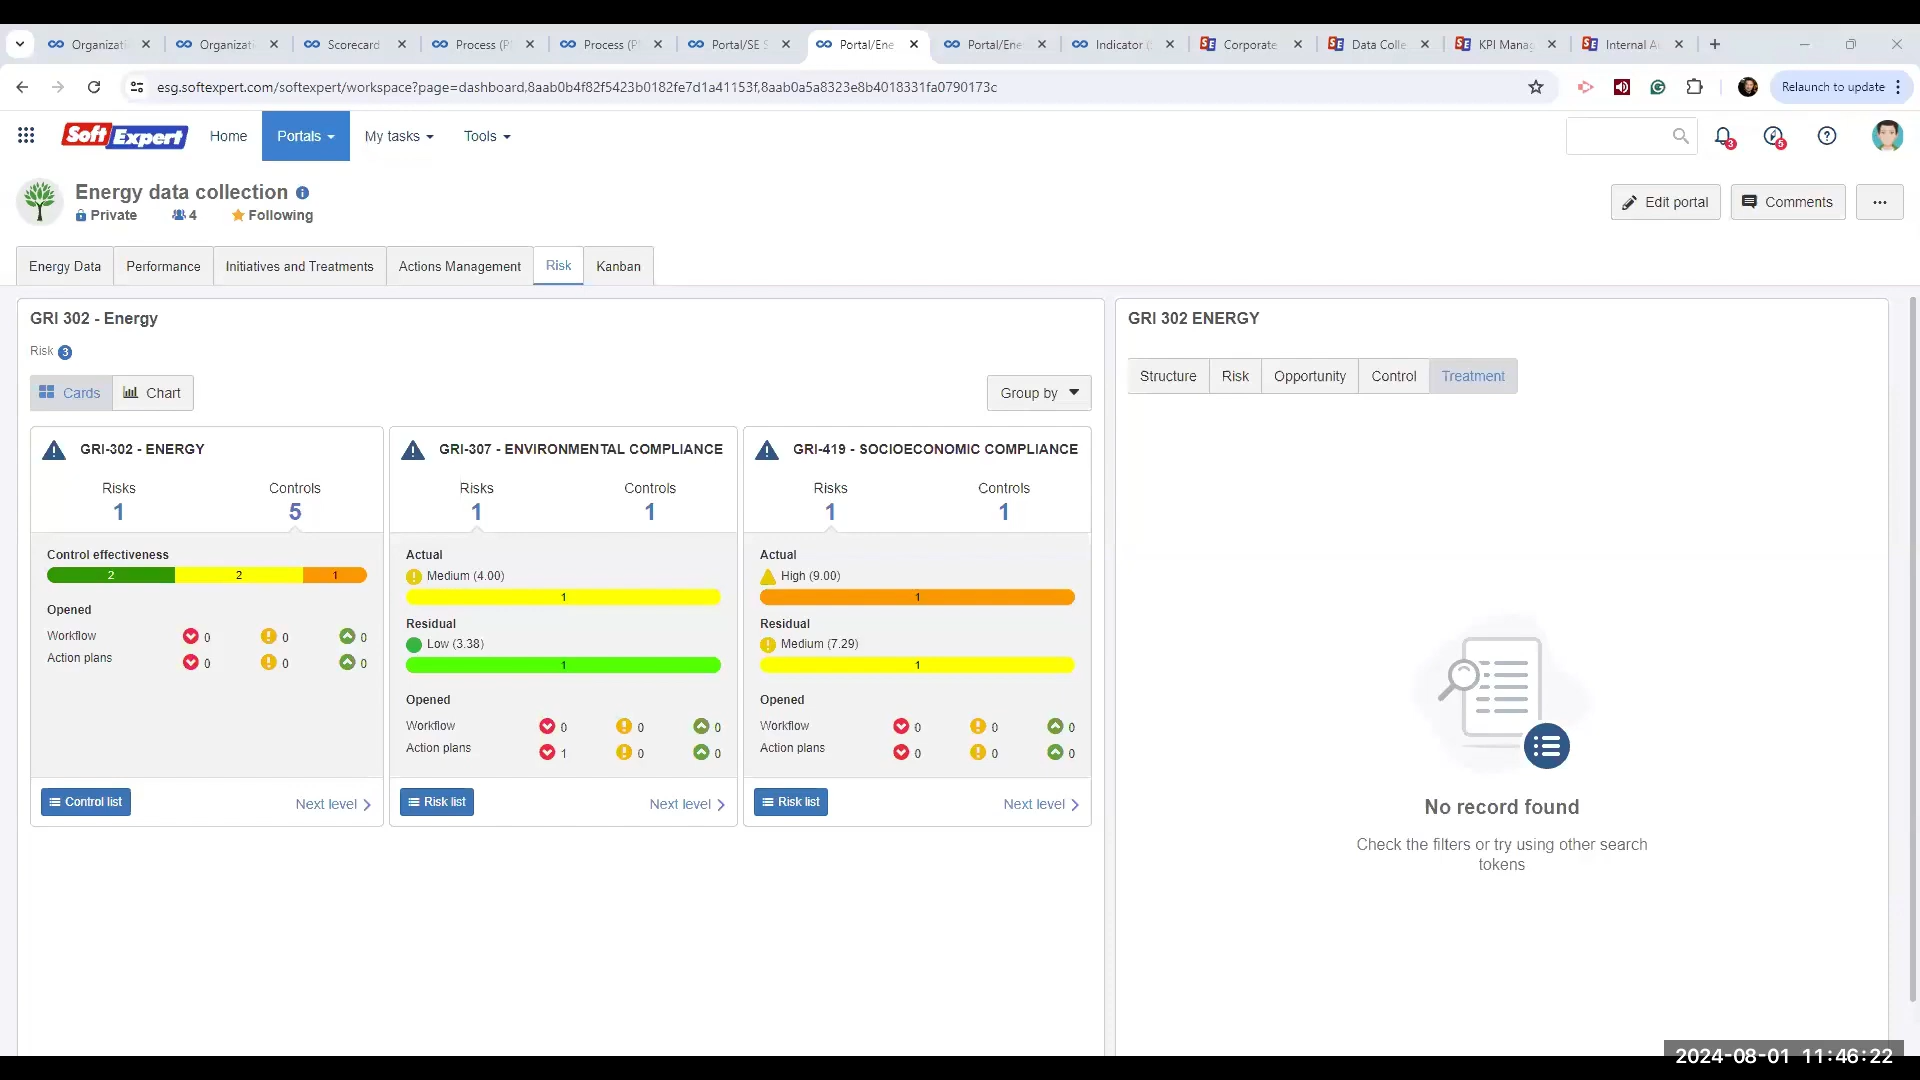 Organizati
Organizati
Scorecard
Process (P
Process (P
Portal/SE S
Portal/Ene
Portal/Ene
Indicator (
Corporate
Data Colle
KPI Manag
Internal Au
esg.softexpert.com/softexpert/workspace?page=dashboard,8aab0b4f82f5423b0182fe7d1a41153f,8aab0a5a8323e8b4018331fa0790173c
Relaunch to update
SoftExpert
Home
Portals
My tasks
Tools
3
5
Energy data collection
Private
4
Following
Edit portal
Comments
Energy Data
Performance
Initiatives and Treatments
Actions Management
Risk
Kanban
GRI 302 - Energy
Risk 3
Cards
Chart
Group by
GRI-302 - ENERGY
Risks
Controls
1
5
Control effectiveness
2 2 1
Opened
Workflow 0 0 0
Action plans 0 0 0
Control list
Next level
GRI-307 - ENVIRONMENTAL COMPLIANCE
Risks
Controls
1
1
Actual
Medium (4.00)
1
Residual
Low (3.38)
1
Opened
Workflow 0 0 0
Action plans 1 0 0
Risk list
Next level
GRI-419 - SOCIOECONOMIC COMPLIANCE
Risks
Controls
1
1
Actual
High (9.00)
1
Residual
Medium (7.29)
1
Opened
Workflow 0 0 0
Action plans 0 0 0
Risk list
Next level
GRI 302 ENERGY
Structure
Risk
Opportunity
Control
Treatment
No record found
Check the filters or try using other search
tokens
2024-08-01 11:46:22